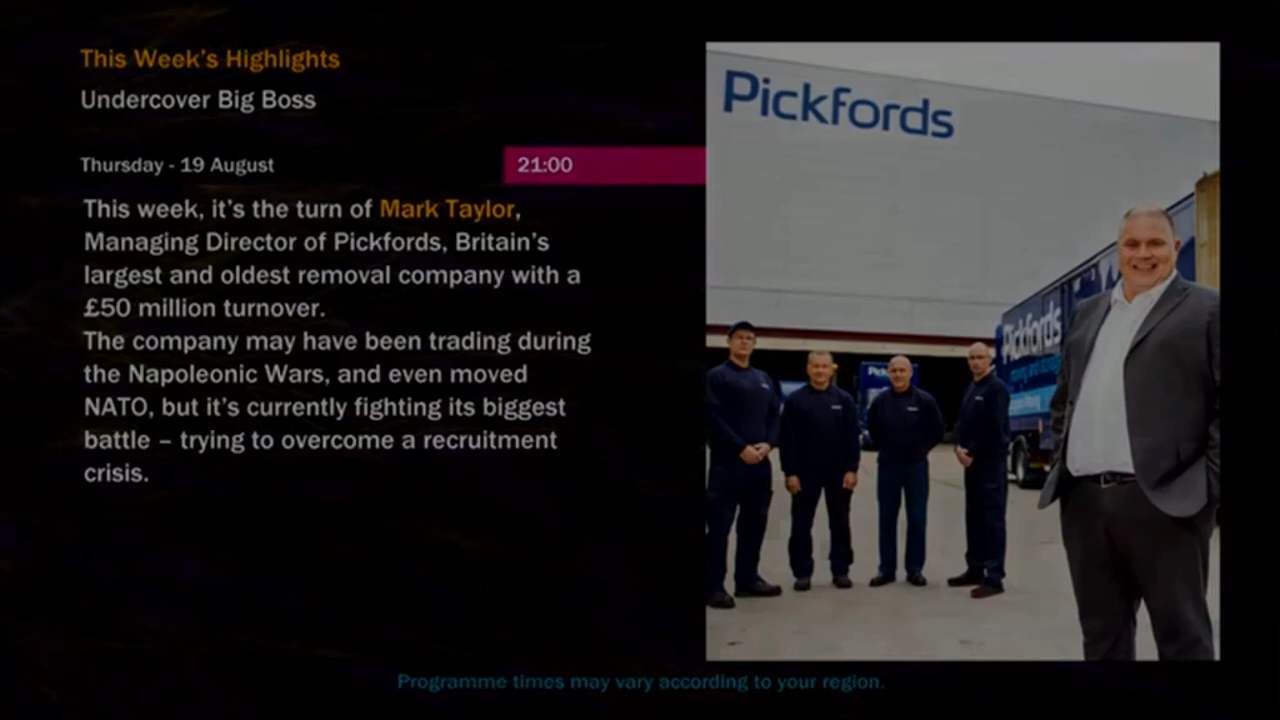 This Week's Highlights
Undercover Big Boss
Thursday - 19 August
21:00
This week, it's the turn of Mark Taylor,
Managing Director of Pickfords, Britain's
largest and oldest removal company with a
£50 million turnover.
The company may have been trading during
the Napoleonic Wars, and even moved
NATO, but it's currently fighting its biggest
battle – trying to overcome a recruitment
crisis.
Pickfords
Pickfords
Programme times may vary according to your region.